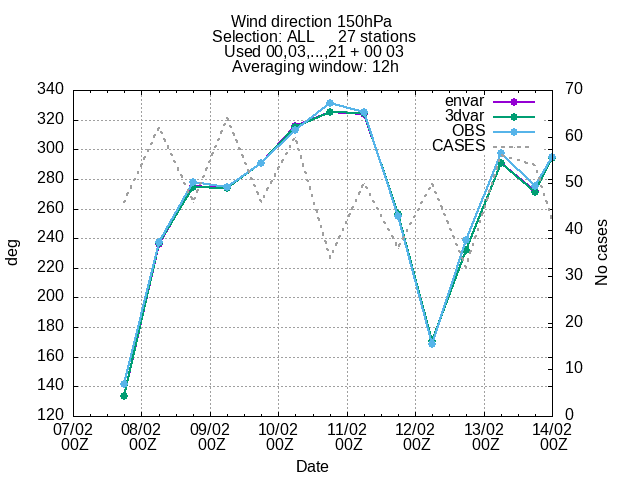 Wind direction 150hPa
Selection: ALL 27 stations
Used 00,03,...,21 + 00 03
Averaging window: 12h
340
320
300
280
260
240
220
200
180
160
140
120
deg
envar
3dvar
OBS
CASES
70
60
50
40
30
20
10
0
No cases
07/02 08/02 09/02 10/02 11/02 12/02 13/02 14/02
00Z 00Z 00Z 00Z 00Z 00Z 00Z 00Z
Date